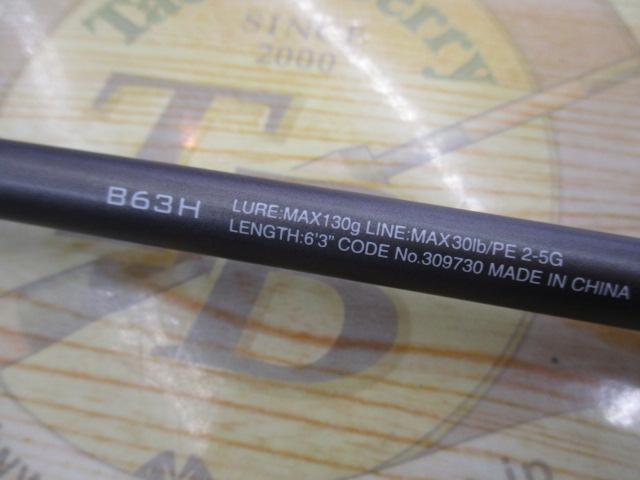 SINCE
2000
TB
B63H
LURE:MAX130g LINE:MAX30lb/PE 2-5G
LENGTH:6'3" CODE No.309730 MADE IN CHINA